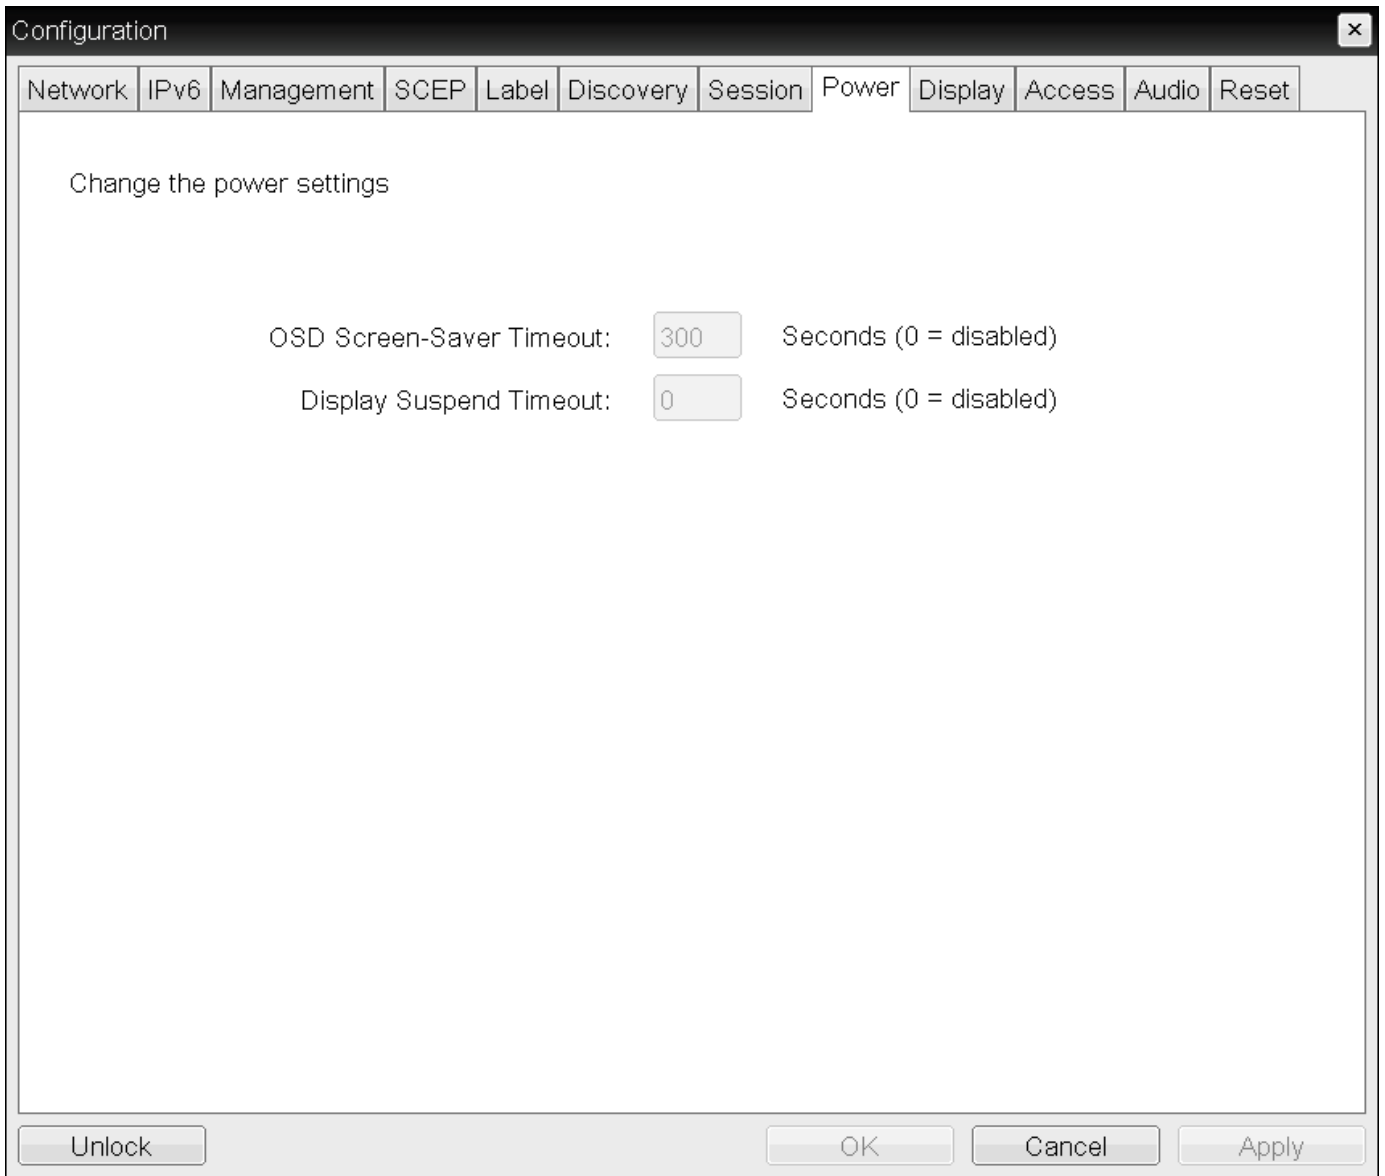 Configuration
Network IPv6 Management SCEP Label Discovery Session Power Display Access Audio Reset
Change the power settings
OSD Screen-Saver Timeout: 300 Seconds (0 = disabled)
Display Suspend Timeout: 0 Seconds (0 = disabled)
Unlock OK Cancel Apply